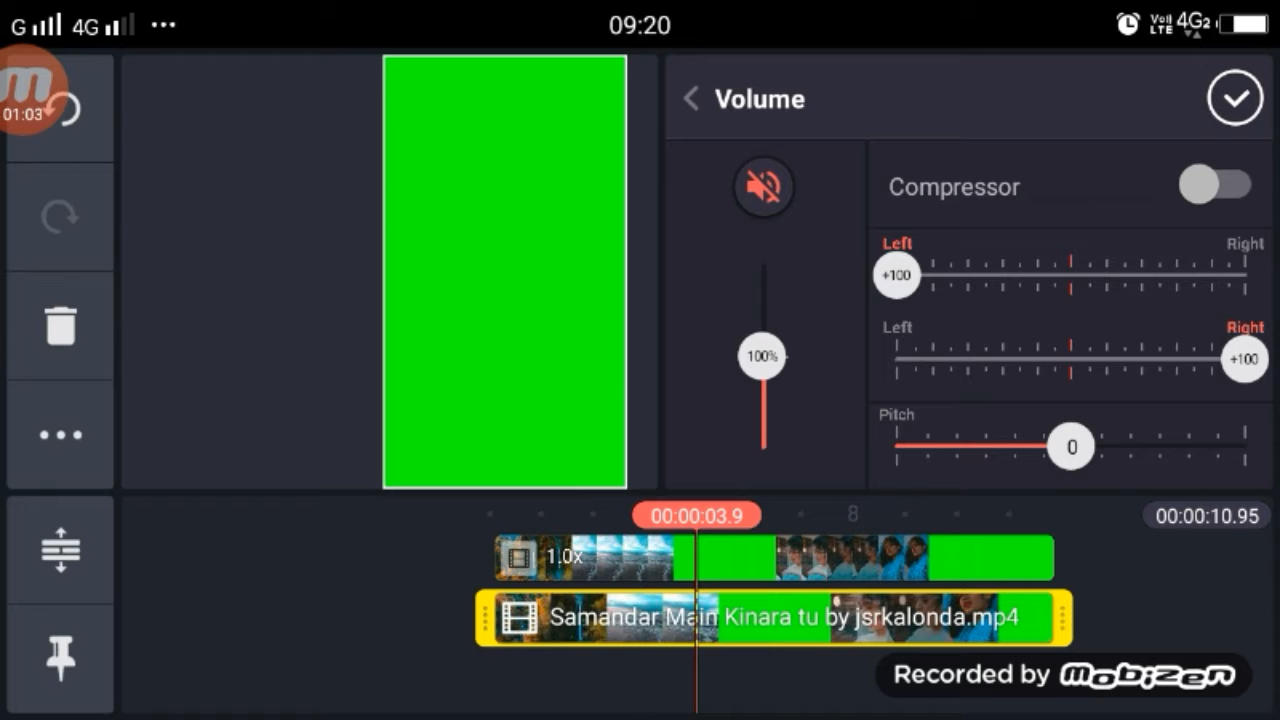 G 4G ... 09:20 VoII LTE 4G2
M
01:03
Volume
Compressor
Left Right
+100
100%
Left Right
+100
Pitch
0
00:00:03.9 8 00:00:10.95
1.0x
Samandar Main Kinara tu by jsrkalonda.mp4
Recorded by mobizen